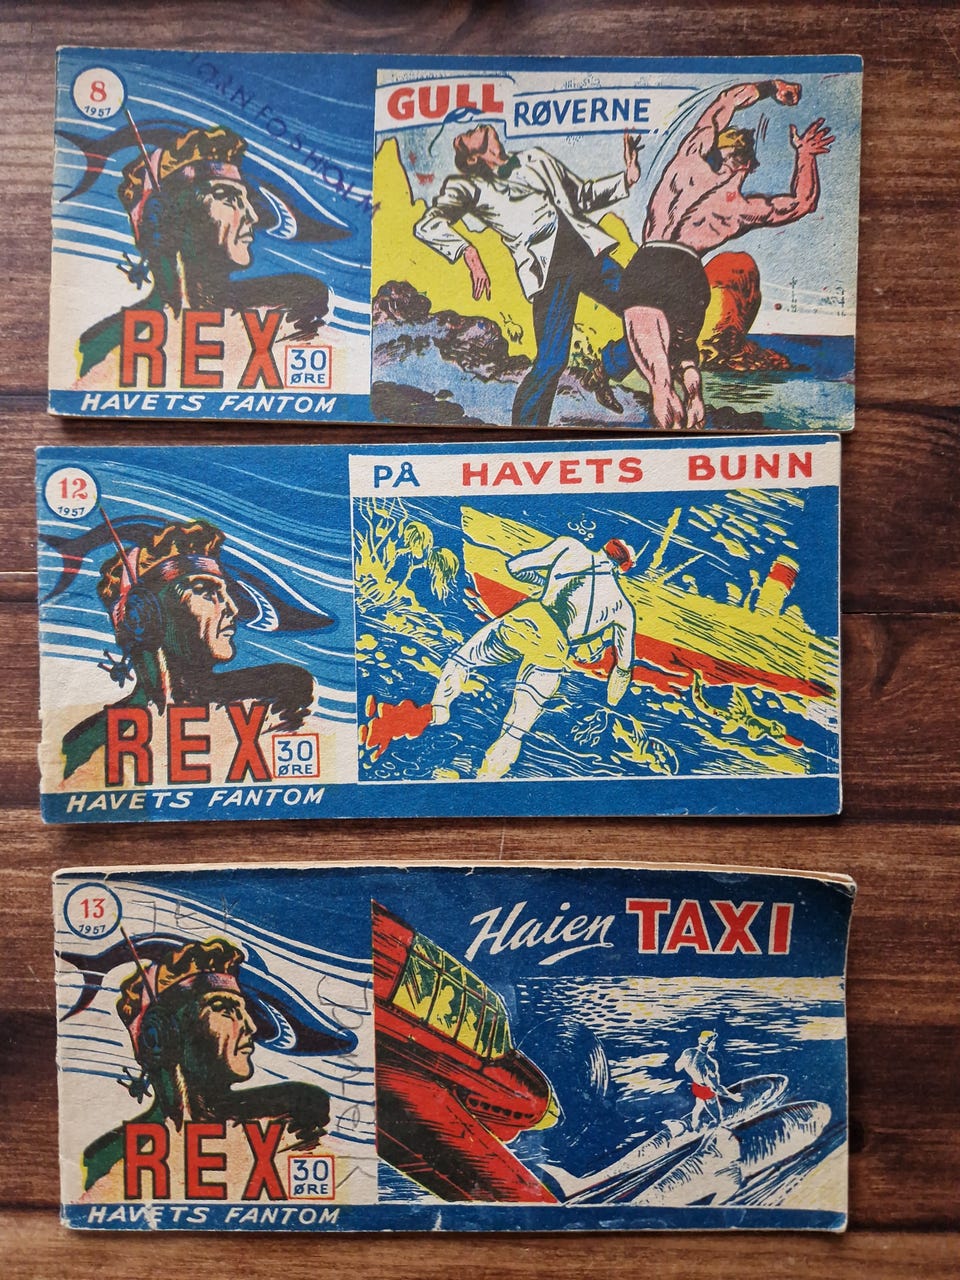 8
1957
GULL
RØVERNE
REX
30
ØRE
HAVETS FANTOM
12
1957
PÅ HAVETS BUNN
REX
30
ØRE
HAVETS FANTOM
13
1957
Haien TAXI
REX
30
ØRE
HAVETS FANTOM